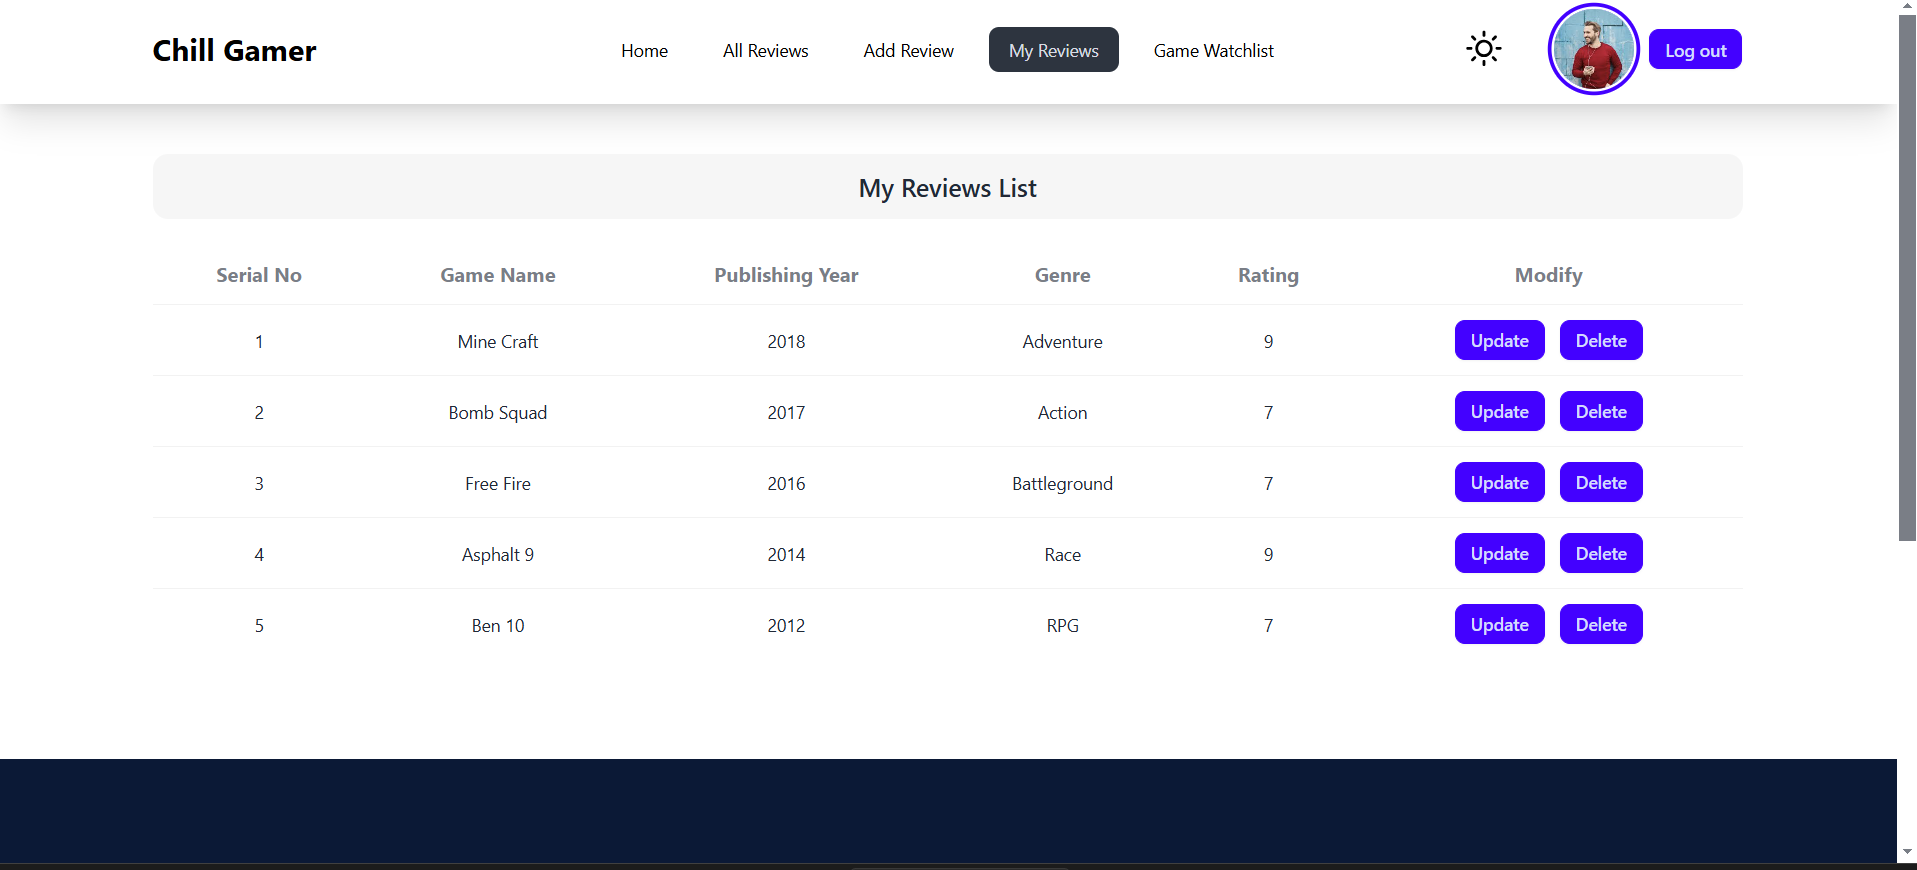 Chill Gamer Home All Reviews Add Review My Reviews Game Watchlist Log out
My Reviews List
Serial No Game Name Publishing Year Genre Rating Modify
1 Mine Craft 2018 Adventure 9 Update Delete
2 Bomb Squad 2017 Action 7 Update Delete
3 Free Fire 2016 Battleground 7 Update Delete
4 Asphalt 9 2014 Race 9 Update Delete
5 Ben 10 2012 RPG 7 Update Delete